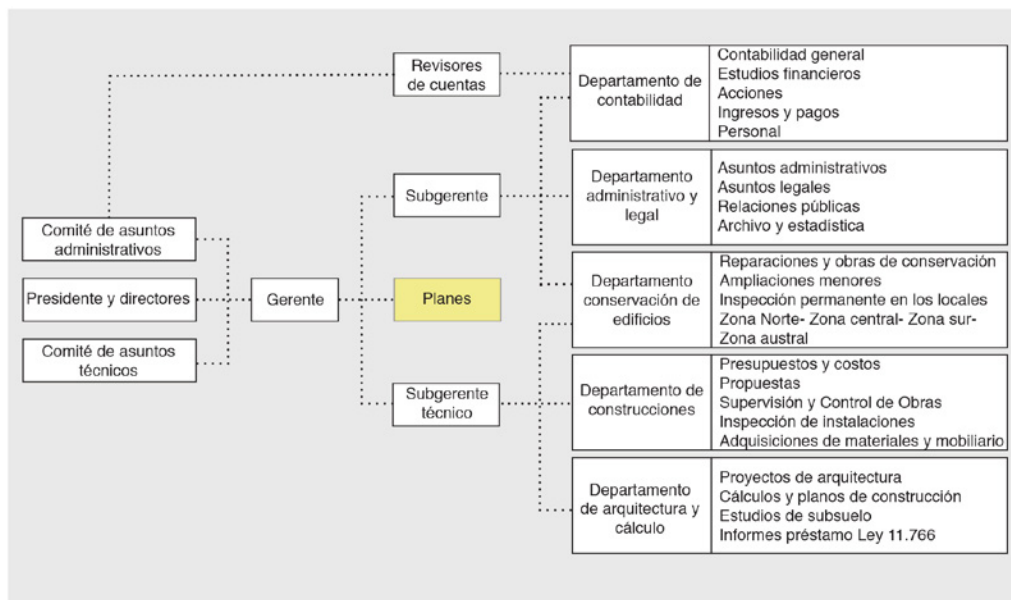 Comité de asuntos
administrativos
Presidente y directores
Comité de asuntos
técnicos
Gerente
Revisores
de cuentas
Subgerente
Planes
Subgerente
técnico
Departamento de
contabilidad
Contabilidad general
Estudios financieros
Acciones
Ingresos y pagos
Personal
Departamento
administrativo y
legal
Asuntos administrativos
Asuntos legales
Relaciones públicas
Archivo y estadística
Departamento
conservación de
edificios
Reparaciones y obras de conservación
Ampliaciones menores
Inspección permanente en los locales
Zona Norte- Zona central- Zona sur-
Zona austral
Departamento de
construcciones
Presupuestos y costos
Propuestas
Supervisión y Control de Obras
Inspección de instalaciones
Adquisiciones de materiales y mobiliario
Departamento
de arquitectura y
cálculo
Proyectos de arquitectura
Cálculos y planos de construcción
Estudios de subsuelo
Informes préstamo Ley 11.766